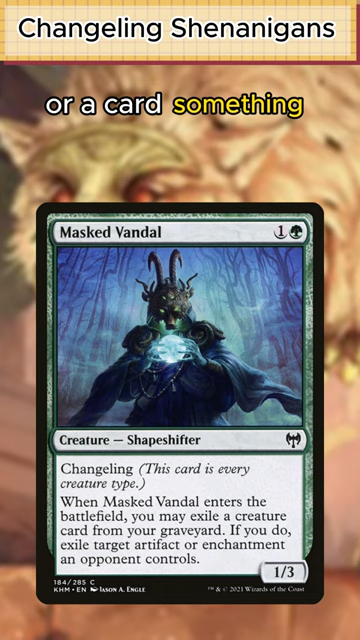 Changeling Shenanigans
or a card something
Masked Vandal
1
Creature — Shapeshifter
Changeling (This card is every
creature type.)
When Masked Vandal enters the
battlefield, you may exile a creature
card from your graveyard. If you do,
exile target artifact or enchantment
an opponent controls.
1/3
184/285 C
KHM • EN Jason A. Engle
™ & © 2021 Wizards of the Coast